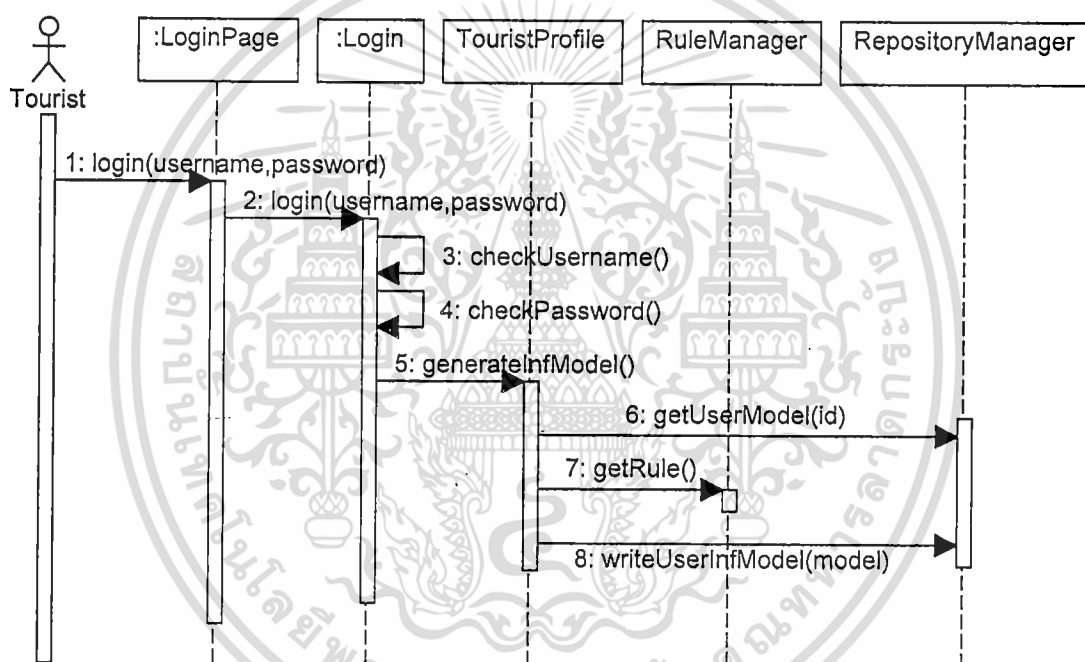 :LoginPage
:Login
TouristProfile
RuleManager
RepositoryManager
Tourist
1: login(username,password)
2: login(username,password)
3: checkUsername()
4: checkPassword()
5: generateInfModel()
6: getUserModel(id)
7: getRule()
8: writeUserInfModel(model)